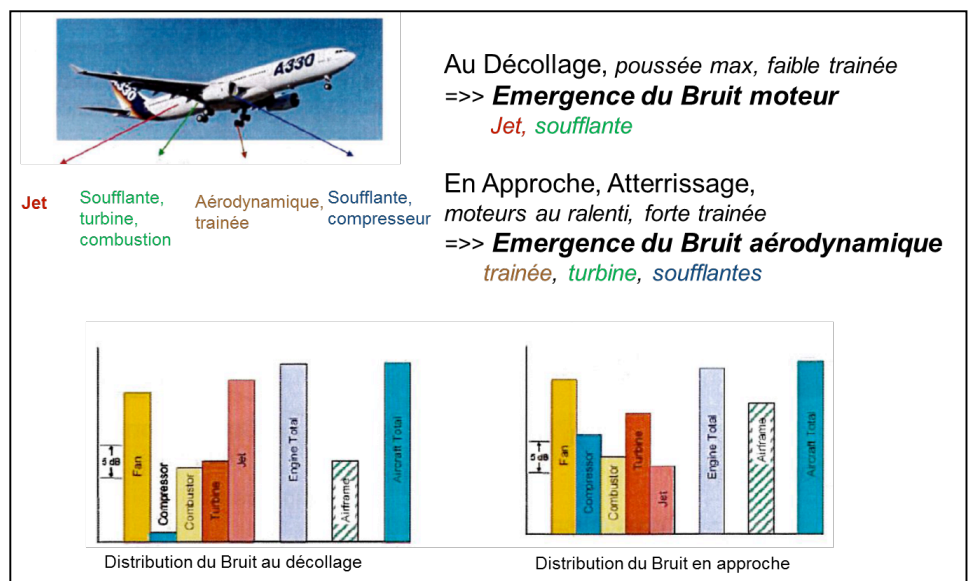 A330
Au Décollage, poussée max, faible trainée
=>> Emergence du Bruit moteur
Jet, soufflante
Jet
Soufflante,
turbine,
combustion
Aérodynamique,
trainée
Soufflante,
compresseur
En Approche, Atterrissage,
moteurs au ralenti, forte trainée
=>> Emergence du Bruit aérodynamique
trainée, turbine, soufflantes
5 dB
Fan
Compressor
Combustor
Turbine
Jet
Engine Total
Airframe
Aircraft Total
Distribution du Bruit au décollage
5 dB
Fan
Compressor
Combustor
Turbine
Jet
Engine Total
Airframe
Aircraft Total
Distribution du Bruit en approche